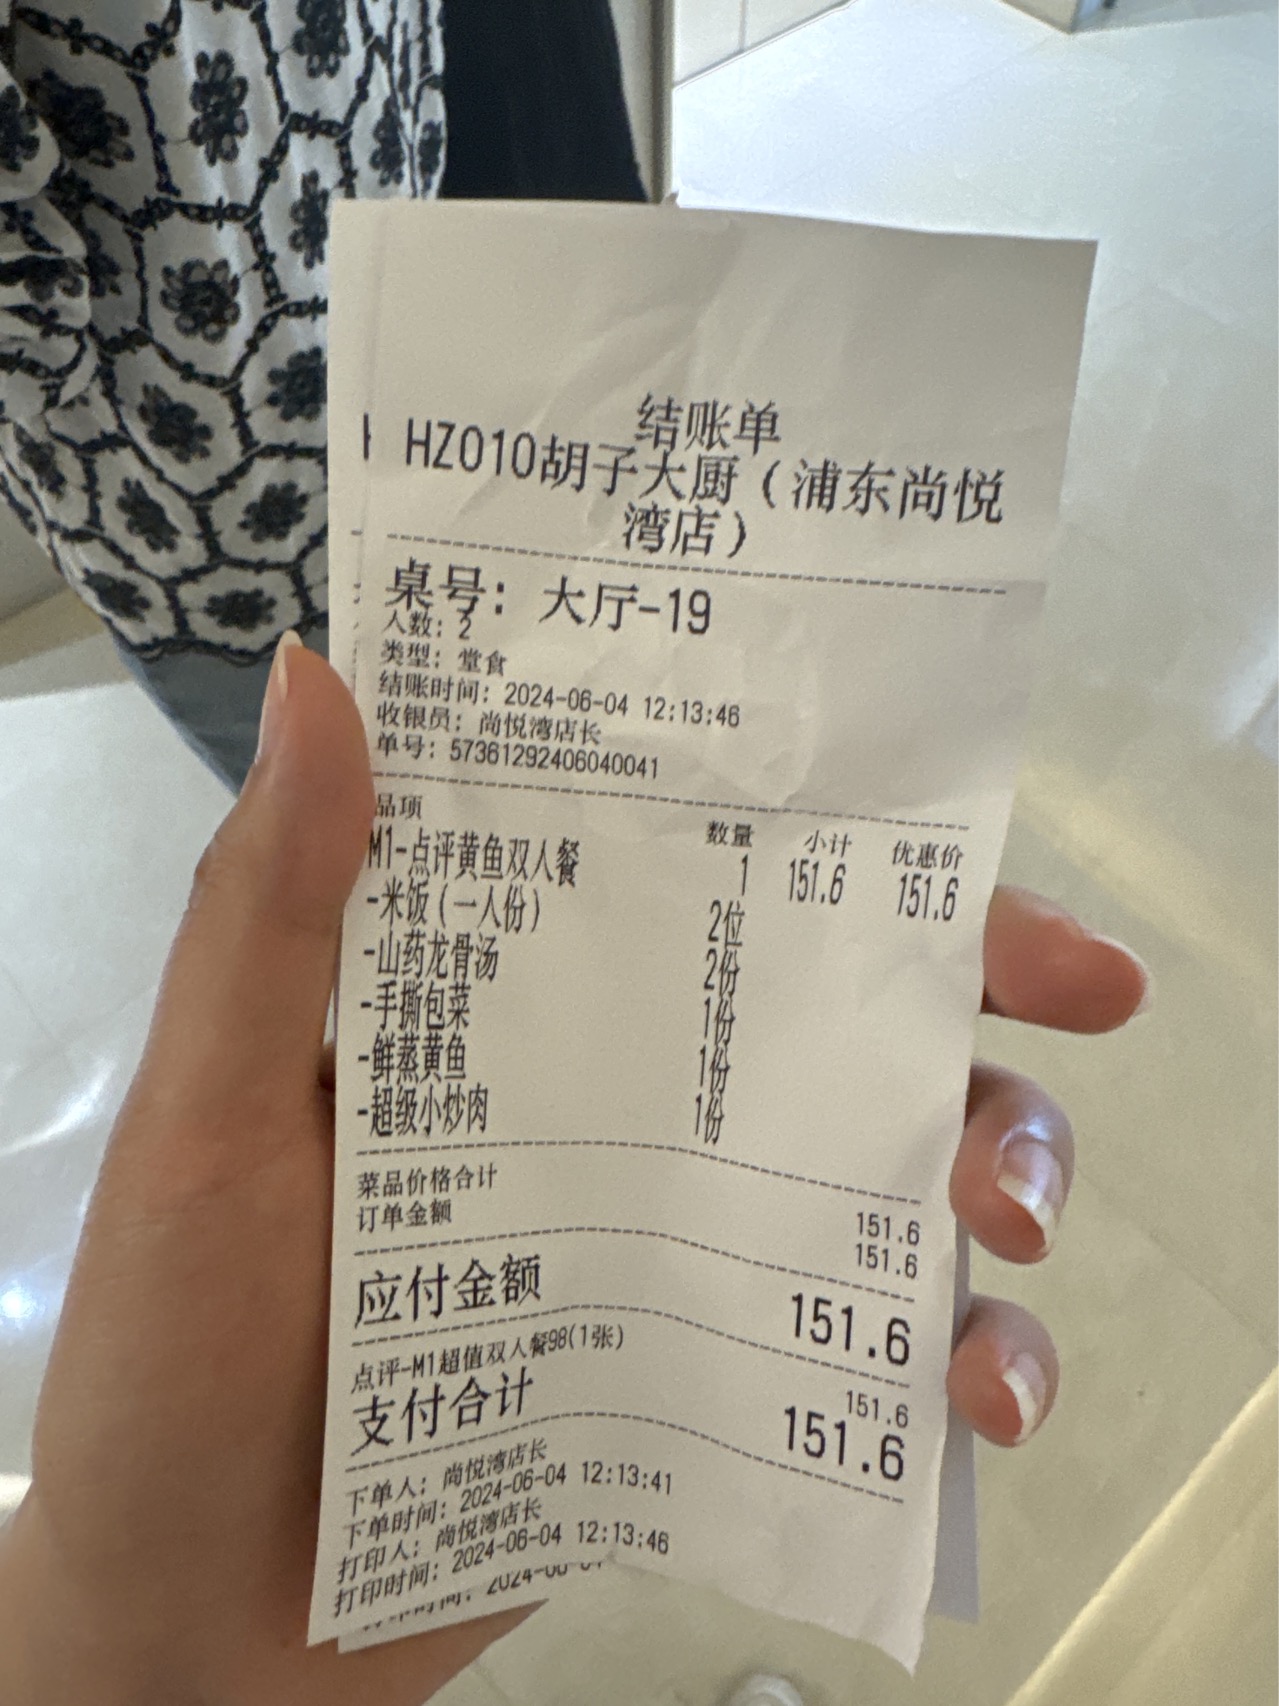 结账单
HZ010胡子大厨（浦东尚悦
湾店）
桌号：大厅-19
人数：2
类型：堂食
结账时间：2024-06-04 12:13:46
收银员：尚悦湾店长
单号：573612924060400​41
品项 数量 小计 优惠价
M1-点评黄鱼双人餐 1 151.6 151.6
-米饭（一人份） 2位
-山药龙骨汤 2份
-手撕包菜 1份
-鲜蒸黄鱼 1份
-超级小炒肉 1份
菜品价格合计 151.6
订单金额 151.6
应付金额 151.6
点评-M1超值双人餐98(1张) 151.6
支付合计 151.6
下单人：尚悦湾店长
下单时间：2024-06-04 12:13:41
打印人：尚悦湾店长
打印时间：2024-06-04 12:13:46